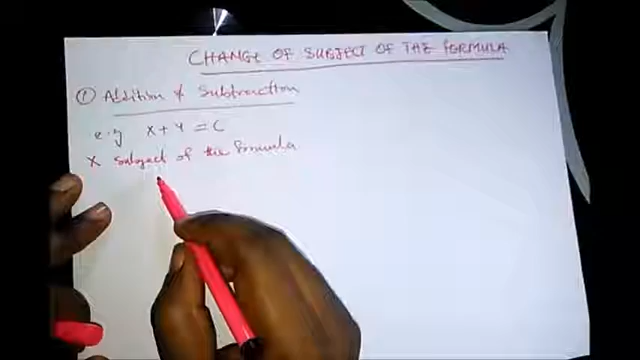 CHANGE OF SUBJECT OF THE FORMULA
① Addition & Subtraction
e.g x + y = c
x subject of the formula